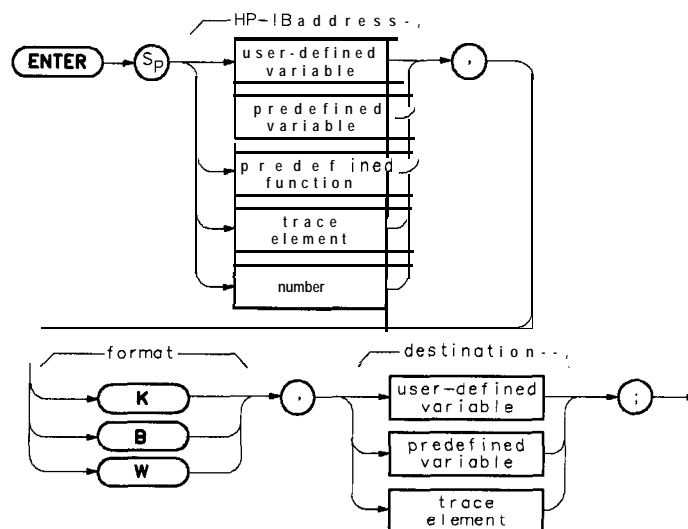 HP-IB address
ENTER
SP
user-defined
variable
,
predefined
variable
predefined
function
trace
element
number
format
destination
K
B
W
,
user-defined
variable
;
predefined
variable
trace
element